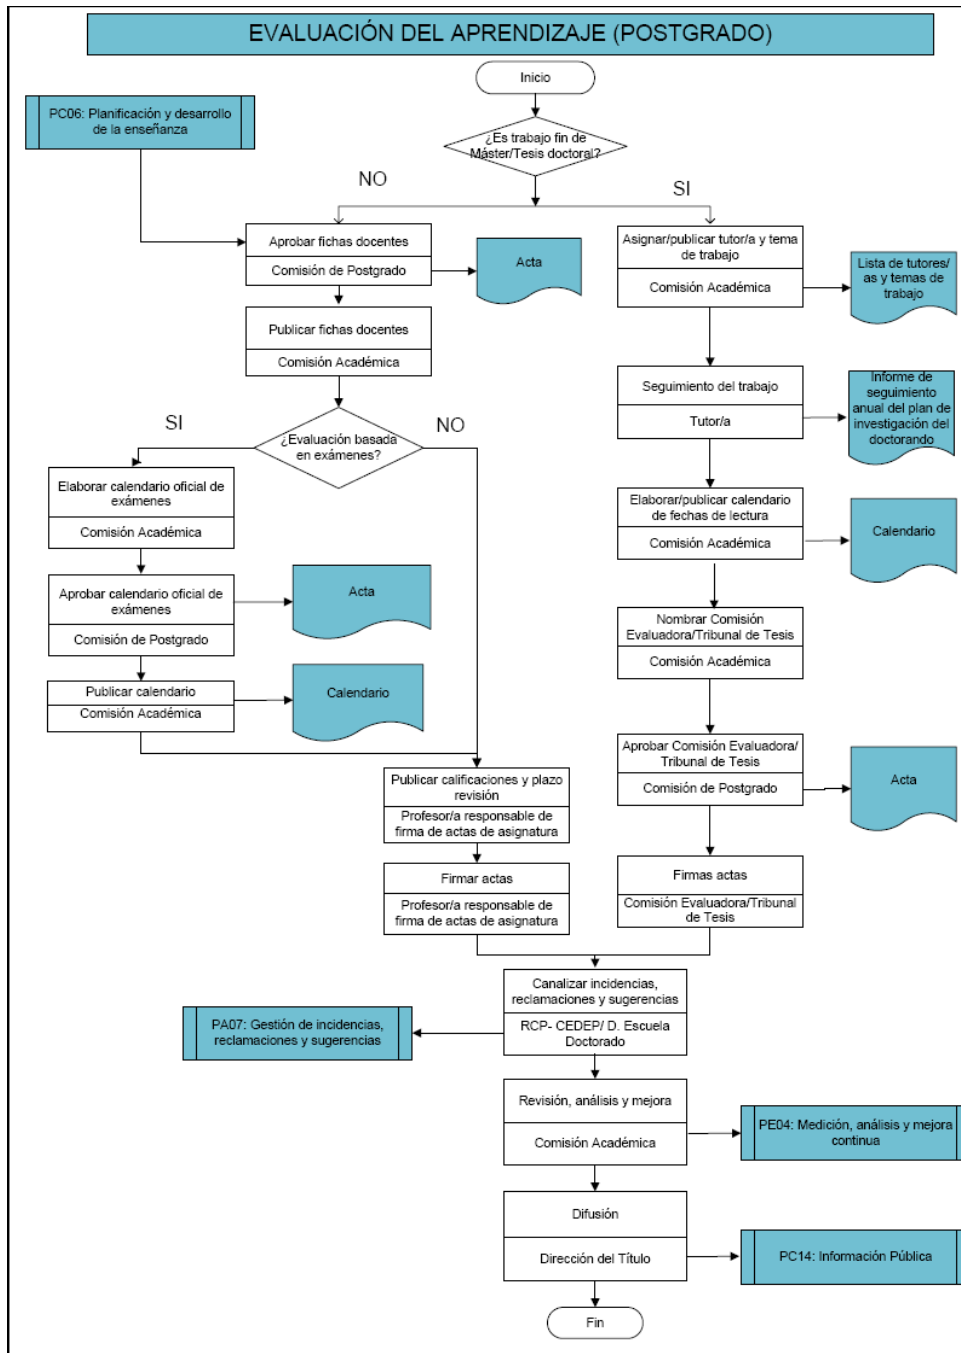 EVALUACIÓN DEL APRENDIZAJE (POSTGRADO)
Inicio
PC06: Planificación y desarrollo
de la enseñanza
¿Es trabajo fin de
Máster/Tesis doctoral?
NO
SI
Aprobar fichas docentes
Comisión de Postgrado
Acta
Asignar/publicar tutor/a y tema
de trabajo
Comisión Académica
Lista de tutores/
as y temas de
trabajo
Publicar fichas docentes
Comisión Académica
Seguimiento del trabajo
Tutor/a
Informe de
seguimiento
anual del plan de
investigación del
doctorando
SI
¿Evaluación basada
en exámenes?
NO
Elaborar calendario oficial de
exámenes
Comisión Académica
Elaborar/publicar calendario
de fechas de lectura
Comisión Académica
Calendario
Aprobar calendario oficial de
exámenes
Comisión de Postgrado
Acta
Nombrar Comisión
Evaluadora/Tribunal de Tesis
Comisión Académica
Publicar calendario
Comisión Académica
Calendario
Aprobar Comisión Evaluadora/
Tribunal de Tesis
Comisión de Postgrado
Acta
Publicar calificaciones y plazo
revisión
Profesor/a responsable de
firma de actas de asignatura
Firmar actas
Profesor/a responsable de
firma de actas de asignatura
Firmas actas
Comisión Evaluadora/Tribunal
de Tesis
Canalizar incidencias,
reclamaciones y sugerencias
RCP- CEDEP/ D. Escuela
Doctorado
PA07: Gestión de incidencias,
reclamaciones y sugerencias
Revisión, análisis y mejora
Comisión Académica
PE04: Medición, análisis y mejora
continua
Difusión
Dirección del Título
PC14: Información Pública
Fin